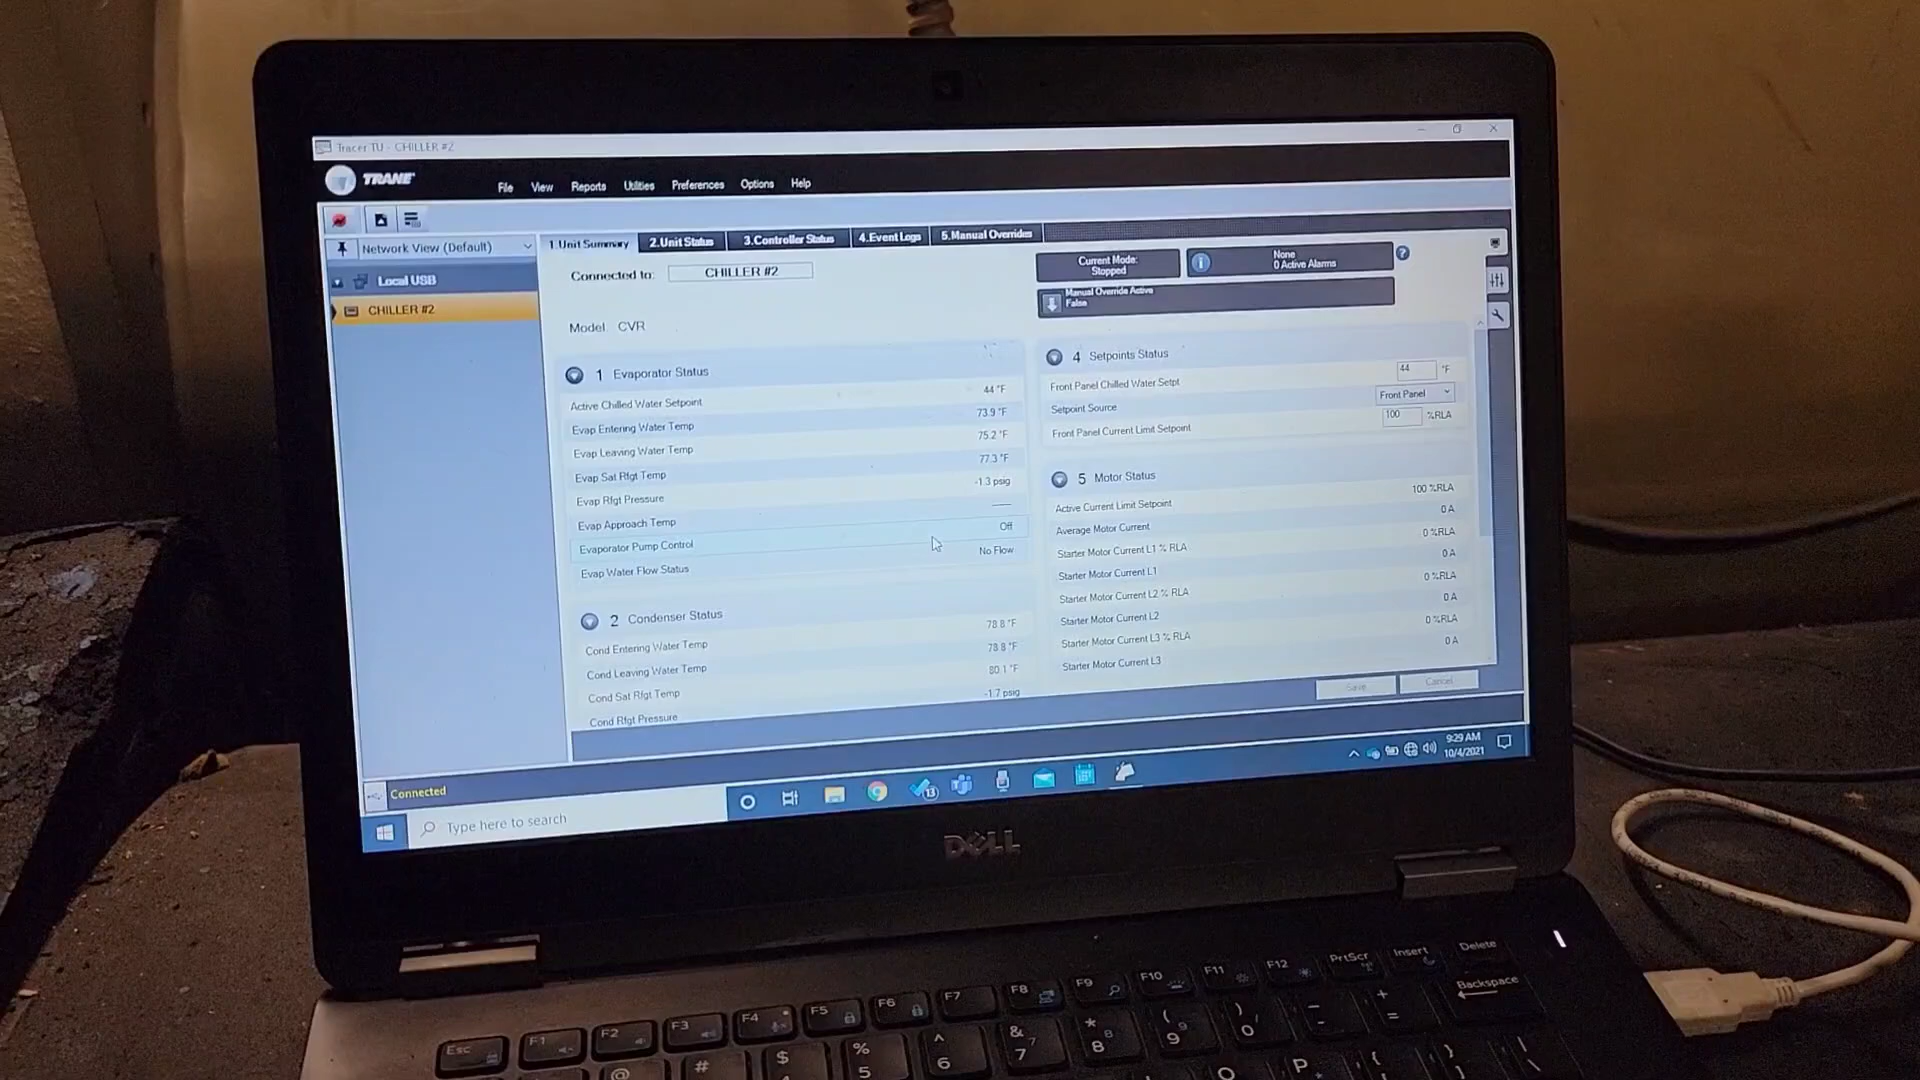 Tracer TU - CHILLER #2
TRANE
File View Reports Utilities Preferences Options Help
Network View (Default)
Local USB
CHILLER #2
1.Unit Summary 2.Unit Status 3.Controller Status 4.Event Logs 5.Manual Overrides
Connected to: CHILLER #2
Current Mode:
Stopped
None
0 Active Alarms
Manual Override Active
False
Model: CVR
1 Evaporator Status
Active Chilled Water Setpoint 44 °F
Evap Entering Water Temp 73.9 °F
Evap Leaving Water Temp 75.2 °F
Evap Sat Rfgt Temp 77.3 °F
Evap Rfgt Pressure -1.3 psig
Evap Approach Temp
Evaporator Pump Control Off
Evap Water Flow Status No Flow
2 Condenser Status
Cond Entering Water Temp 78.8 °F
Cond Leaving Water Temp 78.8 °F
Cond Sat Rfgt Temp 80.1 °F
Cond Rfgt Pressure -1.7 psig
4 Setpoints Status
Front Panel Chilled Water Setpt 44 °F
Setpoint Source Front Panel
Front Panel Current Limit Setpoint 100 %RLA
5 Motor Status
Active Current Limit Setpoint 100 %RLA
Average Motor Current 0 A
Starter Motor Current L1 % RLA 0 %RLA
Starter Motor Current L1 0 A
Starter Motor Current L2 % RLA 0 %RLA
Starter Motor Current L2 0 A
Starter Motor Current L3 % RLA 0 %RLA
Starter Motor Current L3 0 A
Save Cancel
Connected
Type here to search
13
9:29 AM
10/4/2021
DELL
Esc F1 F2 F3 F4 F5 F6 F7 F8 F9 F10 F11 F12 PrtScr Insert Delete
@ # $ % 5 ^ 6 & 7 * 8 ( 9 ) 0 - + = Backspace
O P { }